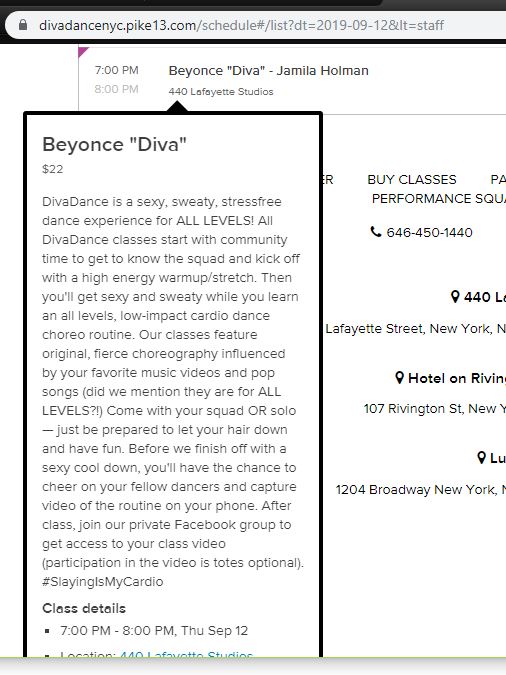 divadancenyc.pike13.com/schedule#/list?dt=2019-09-12&lt=staff
7:00 PM Beyonce "Diva" - Jamila Holman
8:00 PM 440 Lafayette Studios
Beyonce "Diva"
$22
DivaDance is a sexy, sweaty, stressfree
dance experience for ALL LEVELS! All
DivaDance classes start with community
time to get to know the squad and kick off
with a high energy warmup/stretch. Then
you'll get sexy and sweaty while you learn
an all levels, low-impact cardio dance
choreo routine. Our classes feature
original, fierce choreography influenced
by your favorite music videos and pop
songs (did we mention they are for ALL
LEVELS?!) Come with your squad OR solo
— just be prepared to let your hair down
and have fun. Before we finish off with a
sexy cool down, you'll have the chance to
cheer on your fellow dancers and capture
video of the routine on your phone. After
class, join our private Facebook group to
get access to your class video
(participation in the video is totes optional).
#SlayingIsMyCardio
Class details
7:00 PM - 8:00 PM, Thu Sep 12
Location: 440 Lafayette Studios
ER BUY CLASSES PA
PERFORMANCE SQU
646-450-1440
440 La
Lafayette Street, New York, N
Hotel on Riving
107 Rivington St, New Y
Lu
1204 Broadway New York, N